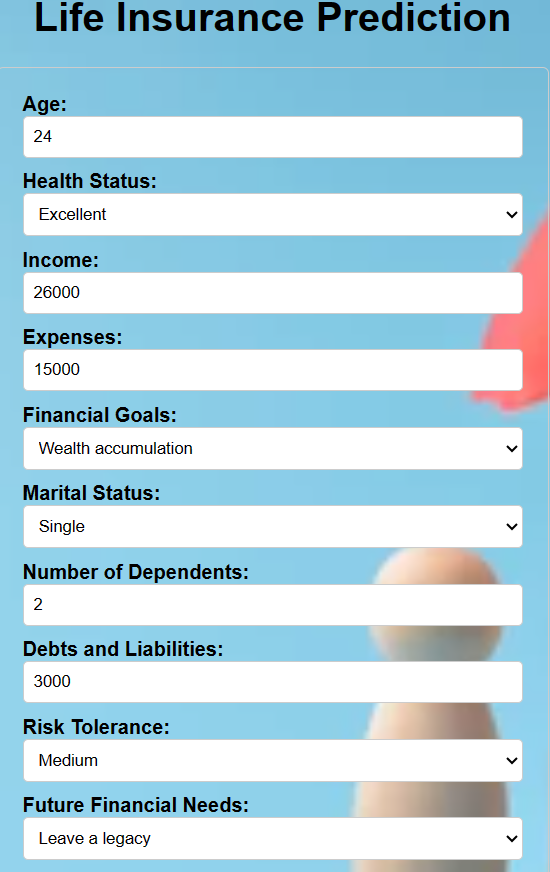 Life Insurance Prediction
Age:
24
Health Status:
Excellent
Income:
26000
Expenses:
15000
Financial Goals:
Wealth accumulation
Marital Status:
Single
Number of Dependents:
2
Debts and Liabilities:
3000
Risk Tolerance:
Medium
Future Financial Needs:
Leave a legacy